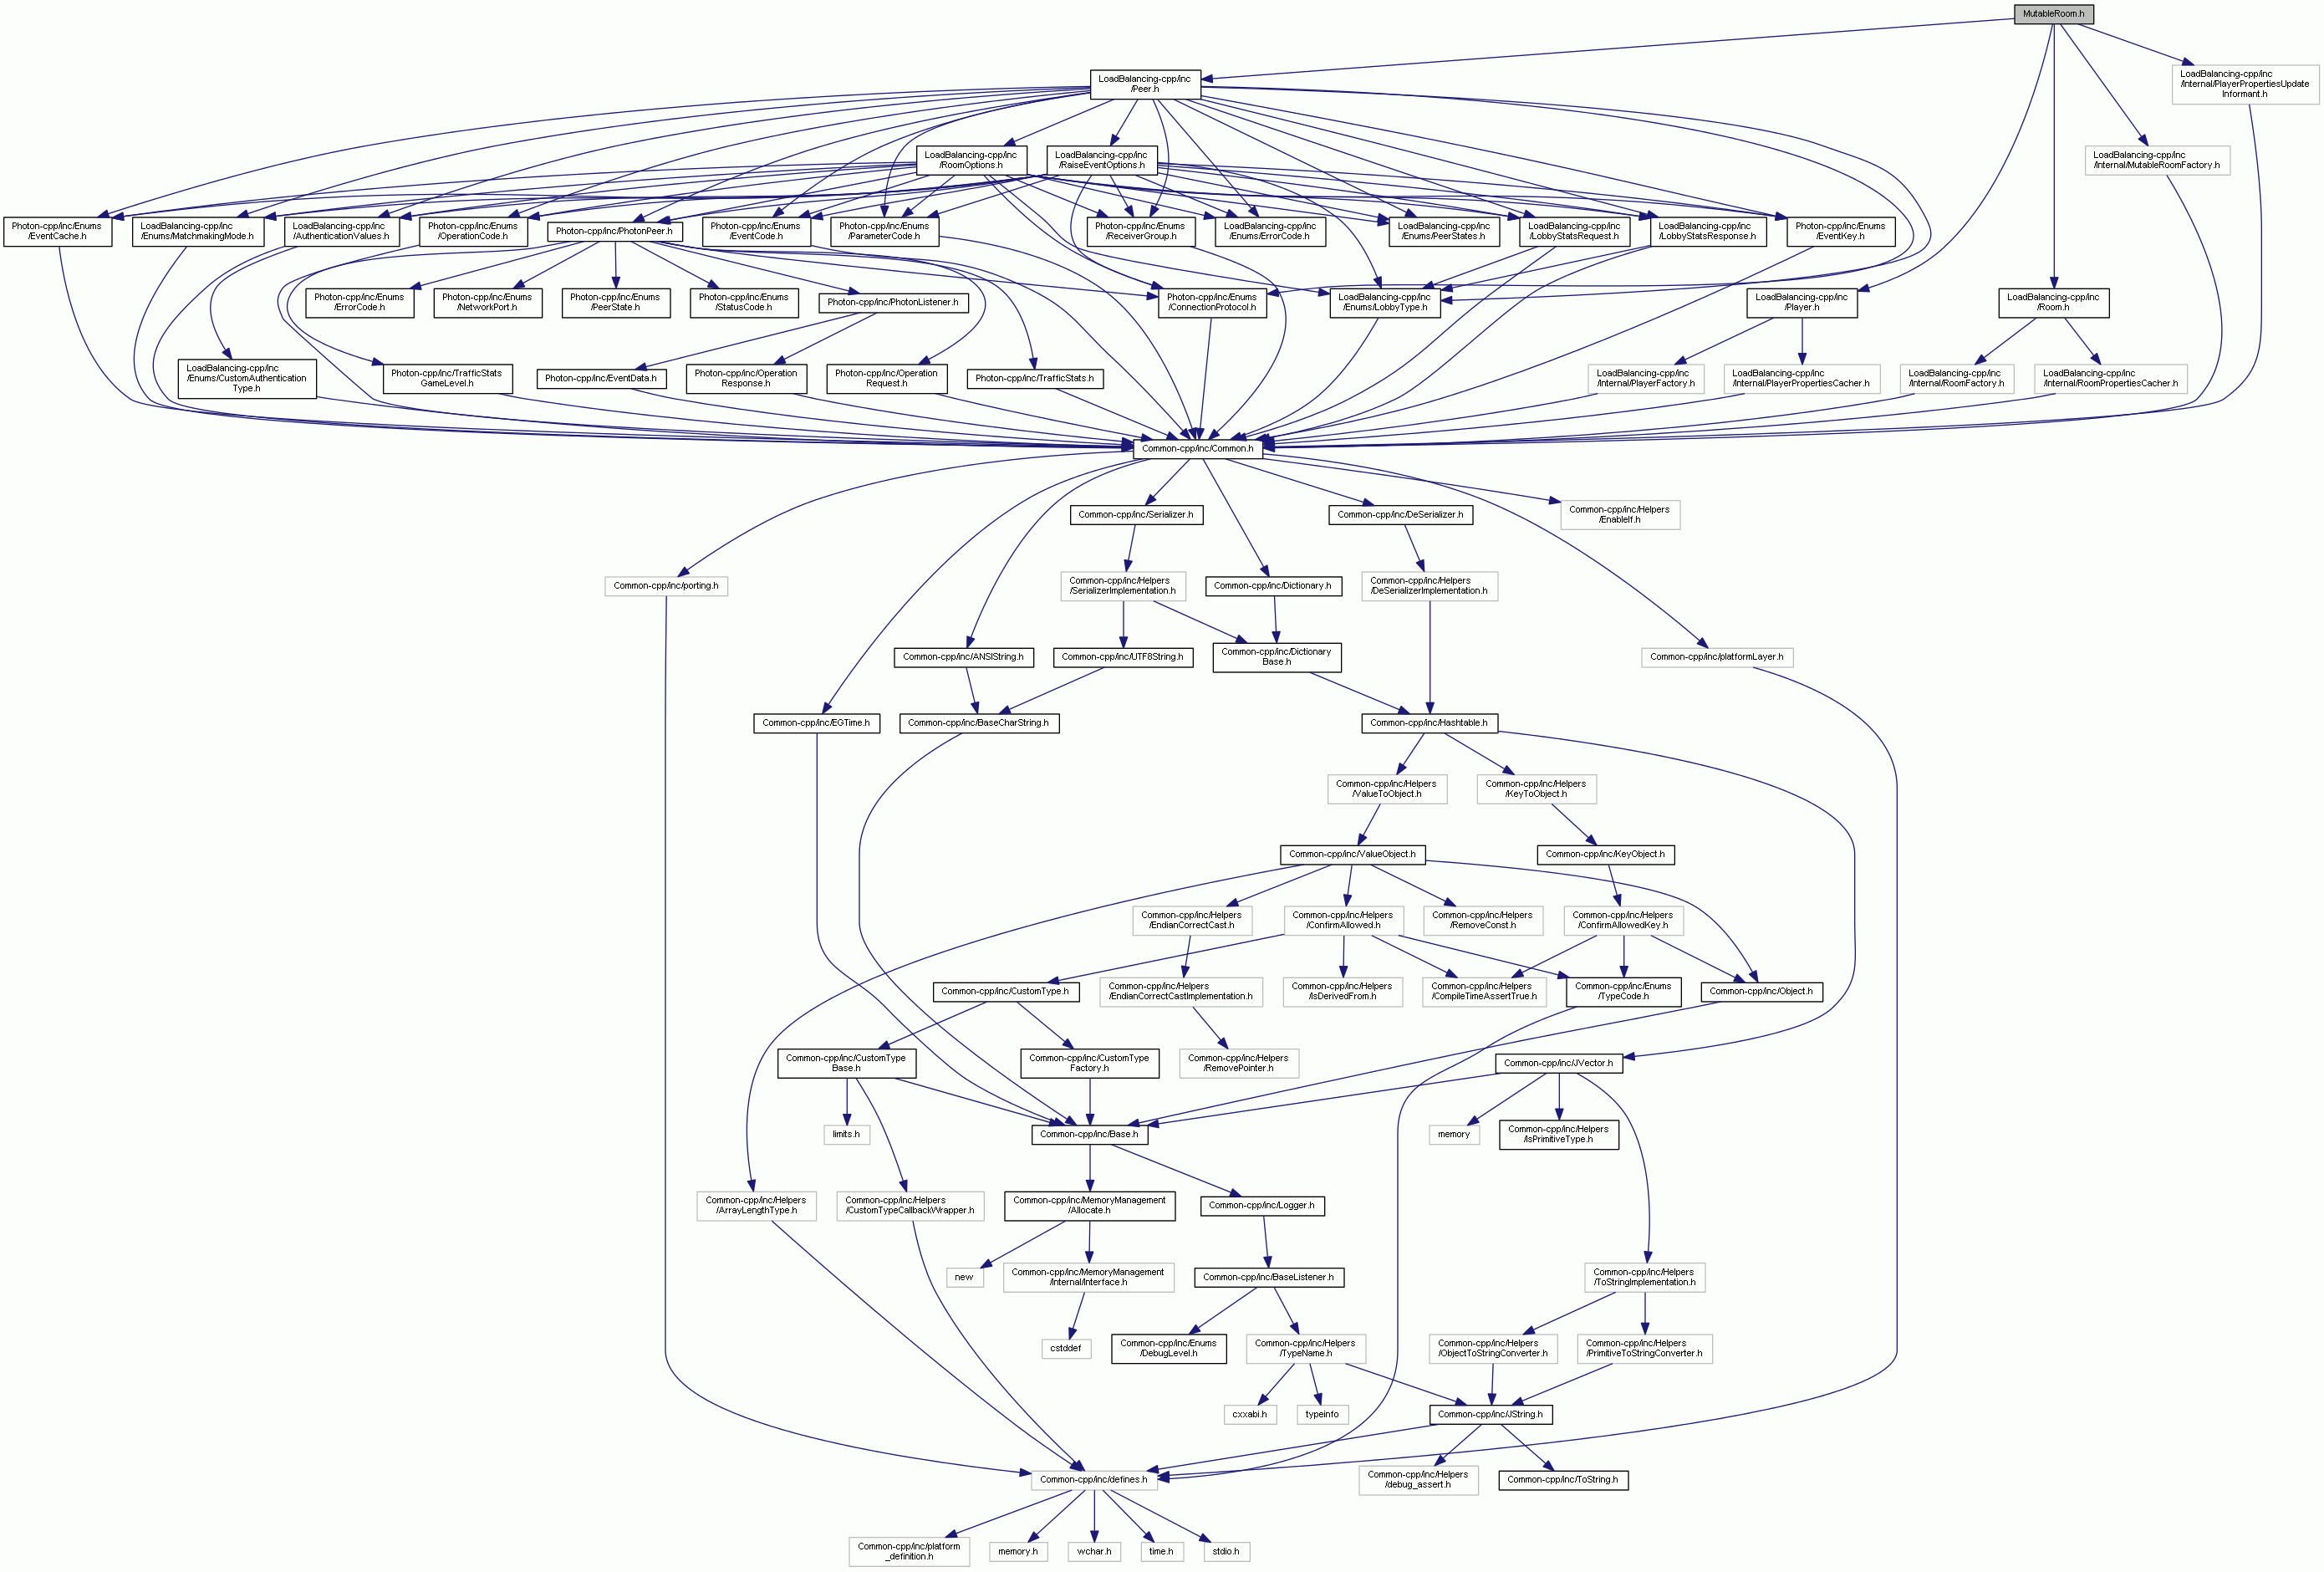 MutableRoom.h
LoadBalancing-cpp/inc
/Peer.h
LoadBalancing-cpp/inc
/Internal/PlayerPropertiesUpdate
Informant.h
LoadBalancing-cpp/inc
/RoomOptions.h
LoadBalancing-cpp/inc
/RaiseEventOptions.h
LoadBalancing-cpp/inc
/Internal/MutableRoomFactory.h
Photon-cpp/inc/Enums
/EventCache.h
LoadBalancing-cpp/inc
/Enums/MatchmakingMode.h
LoadBalancing-cpp/inc
/AuthenticationValues.h
Photon-cpp/inc/Enums
/OperationCode.h
Photon-cpp/inc/PhotonPeer.h
Photon-cpp/inc/Enums
/EventCode.h
Photon-cpp/inc/Enums
/ParameterCode.h
Photon-cpp/inc/Enums
/ReceiverGroup.h
LoadBalancing-cpp/inc
/Enums/ErrorCode.h
LoadBalancing-cpp/inc
/Enums/PeerStates.h
LoadBalancing-cpp/inc
/LobbyStatsRequest.h
LoadBalancing-cpp/inc
/LobbyStatsResponse.h
Photon-cpp/inc/Enums
/EventKey.h
Photon-cpp/inc/Enums
/ErrorCode.h
Photon-cpp/inc/Enums
/NetworkPort.h
Photon-cpp/inc/Enums
/PeerState.h
Photon-cpp/inc/Enums
/StatusCode.h
Photon-cpp/inc/PhotonListener.h
Photon-cpp/inc/Enums
/ConnectionProtocol.h
LoadBalancing-cpp/inc
/Enums/LobbyType.h
LoadBalancing-cpp/inc
/Player.h
LoadBalancing-cpp/inc
/Room.h
LoadBalancing-cpp/inc
/Enums/CustomAuthentication
Type.h
Photon-cpp/inc/TrafficStats
GameLevel.h
Photon-cpp/inc/EventData.h
Photon-cpp/inc/Operation
Response.h
Photon-cpp/inc/Operation
Request.h
Photon-cpp/inc/TrafficStats.h
LoadBalancing-cpp/inc
/Internal/PlayerFactory.h
LoadBalancing-cpp/inc
/Internal/PlayerPropertiesCacher.h
LoadBalancing-cpp/inc
/Internal/RoomFactory.h
LoadBalancing-cpp/inc
/Internal/RoomPropertiesCacher.h
Common-cpp/inc/Common.h
Common-cpp/inc/Serializer.h
Common-cpp/inc/DeSerializer.h
Common-cpp/inc/Helpers
/EnableIf.h
Common-cpp/inc/porting.h
Common-cpp/inc/Helpers
/SerializerImplementation.h
Common-cpp/inc/Dictionary.h
Common-cpp/inc/Helpers
/DeSerializerImplementation.h
Common-cpp/inc/ANSIString.h
Common-cpp/inc/UTF8String.h
Common-cpp/inc/Dictionary
Base.h
Common-cpp/inc/platformLayer.h
Common-cpp/inc/EGTime.h
Common-cpp/inc/BaseCharString.h
Common-cpp/inc/Hashtable.h
Common-cpp/inc/Helpers
/ValueToObject.h
Common-cpp/inc/Helpers
/KeyToObject.h
Common-cpp/inc/ValueObject.h
Common-cpp/inc/KeyObject.h
Common-cpp/inc/Helpers
/EndianCorrectCast.h
Common-cpp/inc/Helpers
/ConfirmAllowed.h
Common-cpp/inc/Helpers
/RemoveConst.h
Common-cpp/inc/Helpers
/ConfirmAllowedKey.h
Common-cpp/inc/CustomType.h
Common-cpp/inc/Helpers
/EndianCorrectCastImplementation.h
Common-cpp/inc/Helpers
/IsDerivedFrom.h
Common-cpp/inc/Helpers
/CompileTimeAssertTrue.h
Common-cpp/inc/Enums
/TypeCode.h
Common-cpp/inc/Object.h
Common-cpp/inc/CustomType
Base.h
Common-cpp/inc/CustomType
Factory.h
Common-cpp/inc/Helpers
/RemovePointer.h
Common-cpp/inc/JVector.h
limits.h
Common-cpp/inc/Base.h
memory
Common-cpp/inc/Helpers
/IsPrimitiveType.h
Common-cpp/inc/Helpers
/ArrayLengthType.h
Common-cpp/inc/Helpers
/CustomTypeCallbackWrapper.h
Common-cpp/inc/MemoryManagement
/Allocate.h
Common-cpp/inc/Logger.h
new
Common-cpp/inc/MemoryManagement
/Internal/Interface.h
Common-cpp/inc/BaseListener.h
Common-cpp/inc/Helpers
/ToStringImplementation.h
cstddef
Common-cpp/inc/Enums
/DebugLevel.h
Common-cpp/inc/Helpers
/TypeName.h
Common-cpp/inc/Helpers
/ObjectToStringConverter.h
Common-cpp/inc/Helpers
/PrimitiveToStringConverter.h
cxxabi.h
typeinfo
Common-cpp/inc/JString.h
Common-cpp/inc/defines.h
Common-cpp/inc/Helpers
/debug_assert.h
Common-cpp/inc/ToString.h
Common-cpp/inc/platform
_definition.h
memory.h
wchar.h
time.h
stdio.h